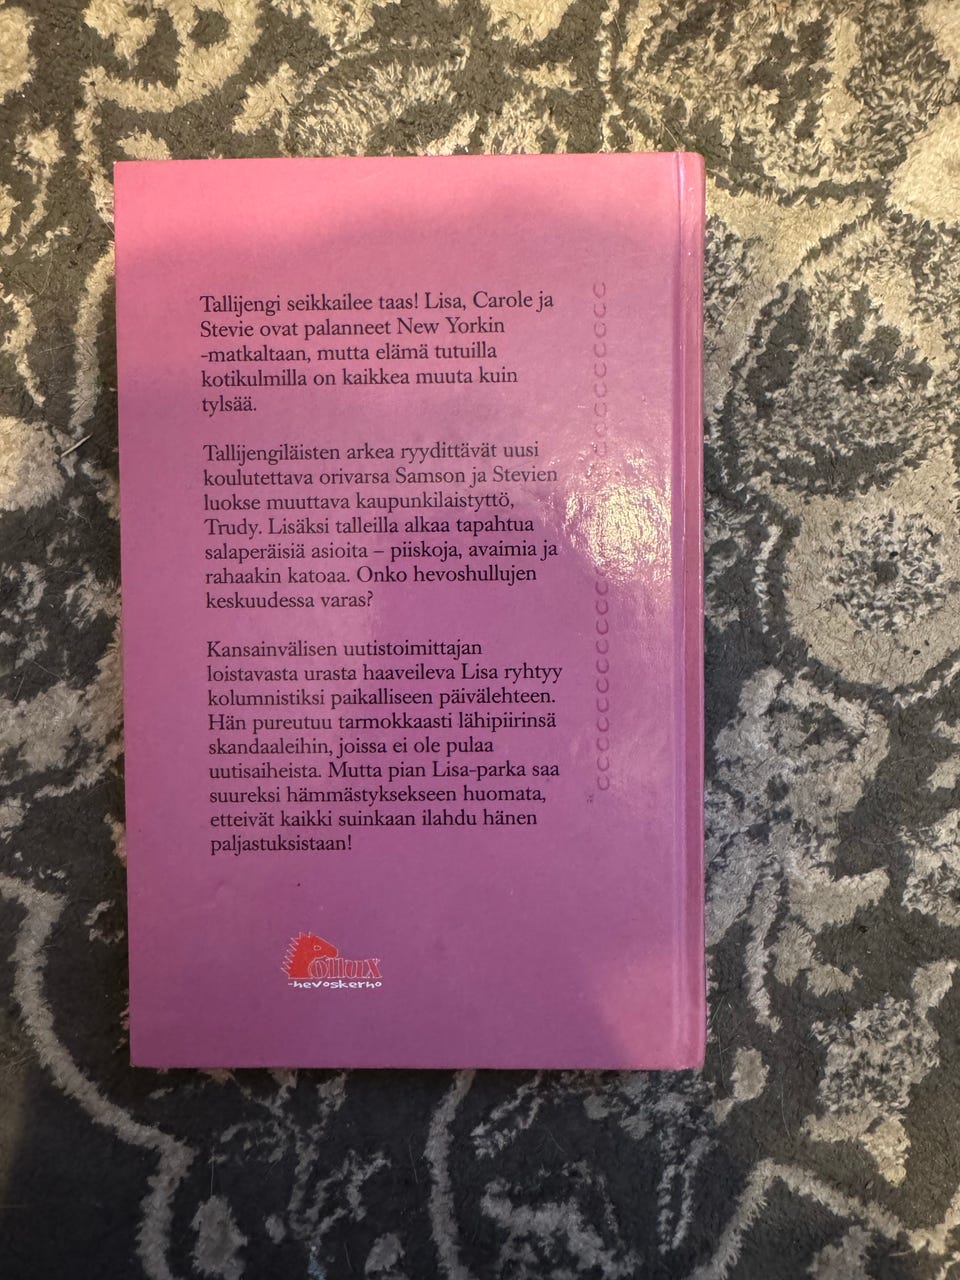 Tallijengi seikkailee taas! Lisa, Carole ja
Stevie ovat palanneet New Yorkin
-matkaltaan, mutta elämä tutuilla
kotikulmilla on kaikkea muuta kuin
tylsää.
Tallijengiläisten arkea ryydittävät uusi
koulutettava orivarsa Samson ja Stevien
luokse muuttava kaupunkilaistyttö,
Trudy. Lisäksi talleilla alkaa tapahtua
salaperäisiä asioita – piiskoja, avaimia ja
rahaakin katoaa. Onko hevoshullujen
keskuudessa varas?
Kansainvälisen uutistoimittajan
loistavasta urasta haaveileva Lisa ryhtyy
kolumnistiksi paikalliseen päivälehteen.
Hän pureutuu tarmokkaasti lähipiirinsä
skandaaleihin, joissa ei ole pulaa
uutisaiheista. Mutta pian Lisa-parka saa
suureksi hämmästyksekseen huomata,
etteivät kaikki suinkaan ilahdu hänen
paljastuksistaan!
Pollux
-hevoskerho